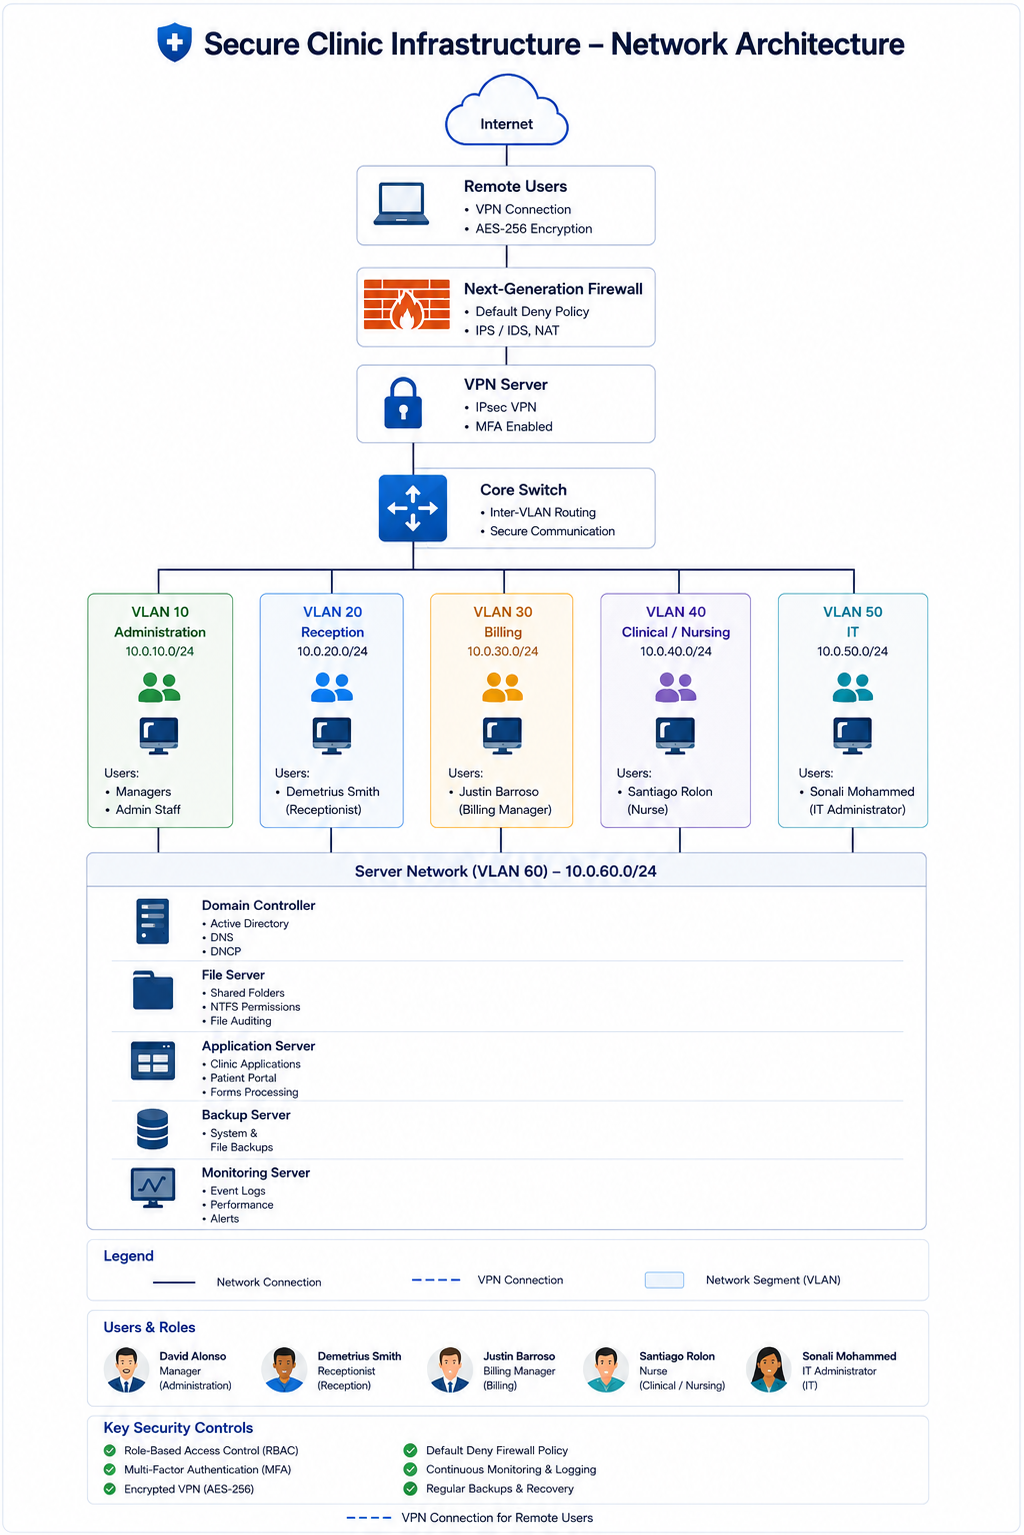 Secure Clinic Infrastructure – Network Architecture
Internet
Remote Users
• VPN Connection
• AES-256 Encryption
Next-Generation Firewall
• Default Deny Policy
• IPS / IDS, NAT
VPN Server
• IPsec VPN
• MFA Enabled
Core Switch
• Inter-VLAN Routing
• Secure Communication
VLAN 10
Administration
10.0.10.0/24
Users:
• Managers
• Admin Staff
VLAN 20
Reception
10.0.20.0/24
Users:
• Demetrius Smith
(Receptionist)
VLAN 30
Billing
10.0.30.0/24
Users:
• Justin Barroso
(Billing Manager)
VLAN 40
Clinical / Nursing
10.0.40.0/24
Users:
• Santiago Rolon
(Nurse)
VLAN 50
IT
10.0.50.0/24
Users:
• Sonali Mohammed
(IT Administrator)
Server Network (VLAN 60) – 10.0.60.0/24
Domain Controller
• Active Directory
• DNS
• DNCP
File Server
• Shared Folders
• NTFS Permissions
• File Auditing
Application Server
• Clinic Applications
• Patient Portal
• Forms Processing
Backup Server
• System &
File Backups
Monitoring Server
• Event Logs
• Performance
• Alerts
Legend
Network Connection
VPN Connection
Network Segment (VLAN)
Users & Roles
David Alonso
Manager
(Administration)
Demetrius Smith
Receptionist
(Reception)
Justin Barroso
Billing Manager
(Billing)
Santiago Rolon
Nurse
(Clinical / Nursing)
Sonali Mohammed
IT Administrator
(IT)
Key Security Controls
Role-Based Access Control (RBAC)
Multi-Factor Authentication (MFA)
Encrypted VPN (AES-256)
Default Deny Firewall Policy
Continuous Monitoring & Logging
Regular Backups & Recovery
VPN Connection for Remote Users